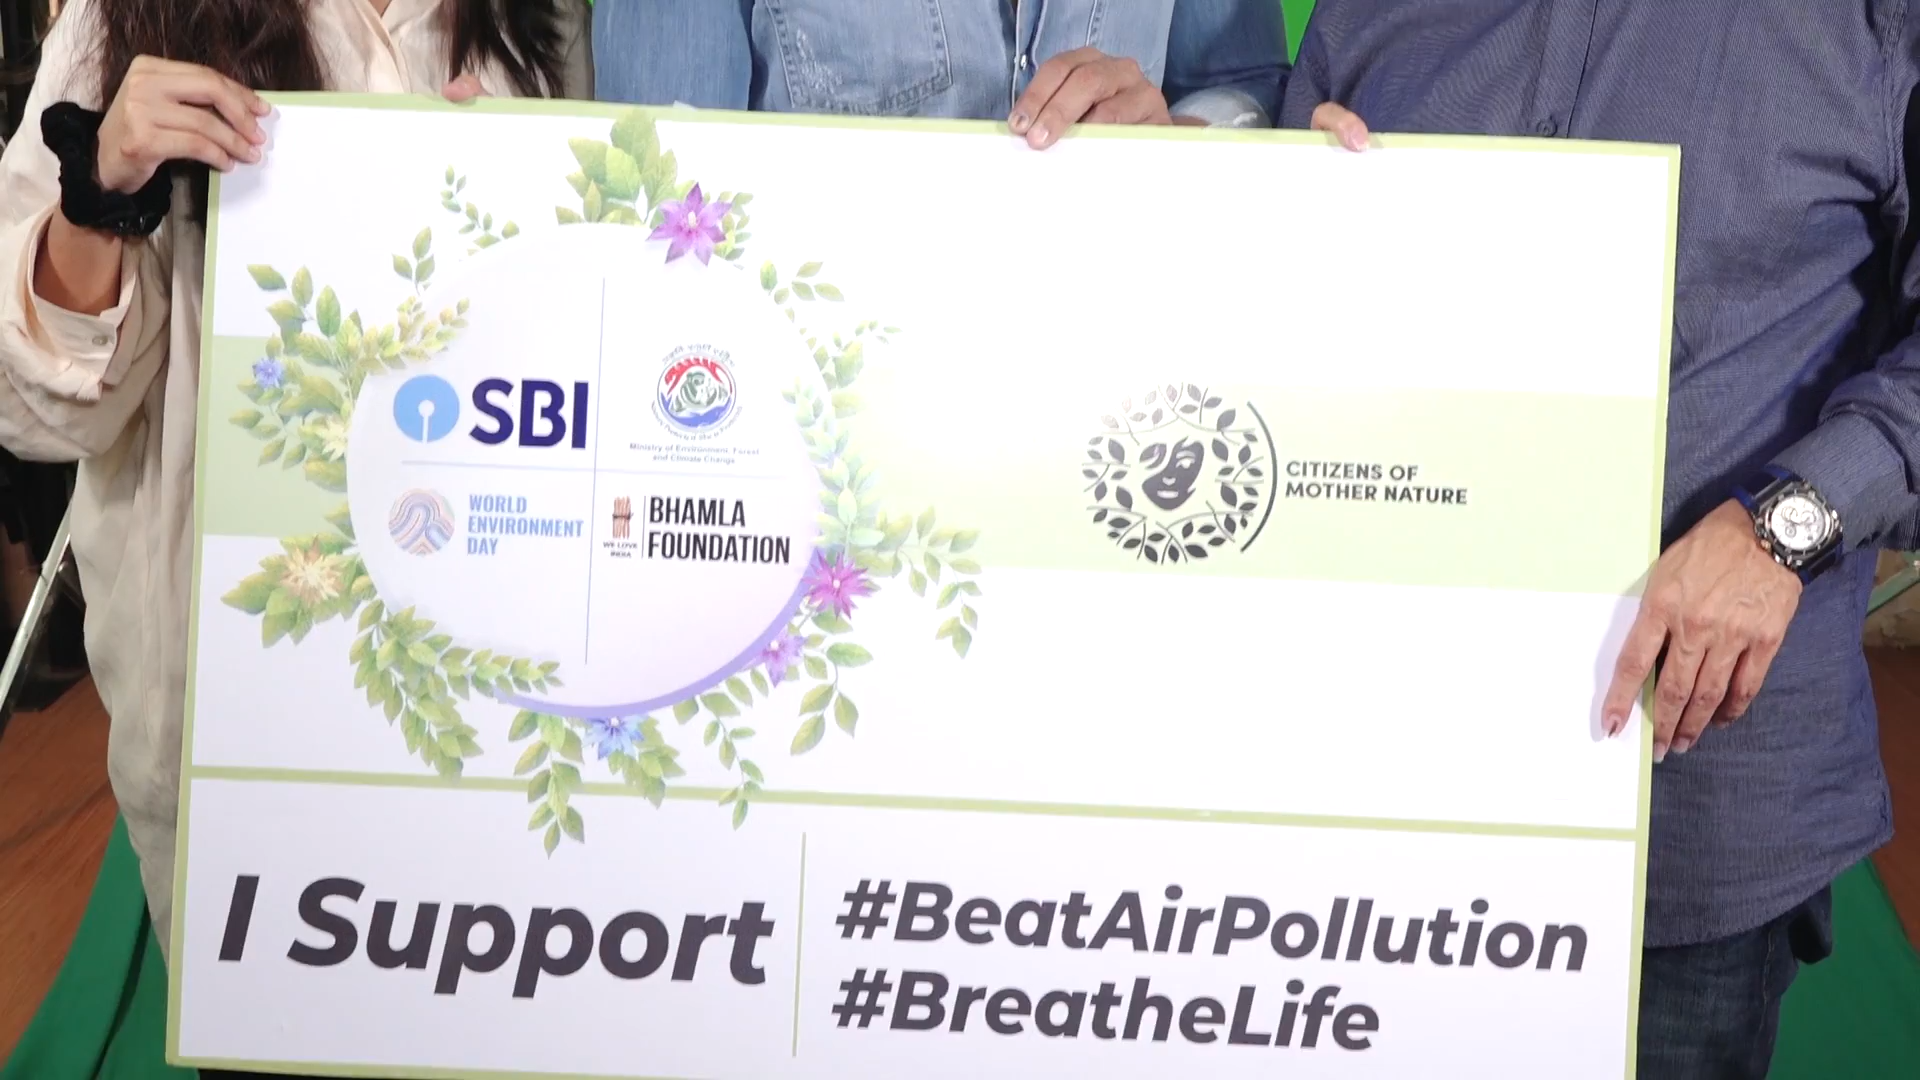 SBI
Ministry of Environment, Forest
and Climate Change
WORLD
ENVIRONMENT
DAY
WE LOVE
INDIA
BHAMLA
FOUNDATION
CITIZENS OF
MOTHER NATURE
I Support
#BeatAirPollution
#BreatheLife